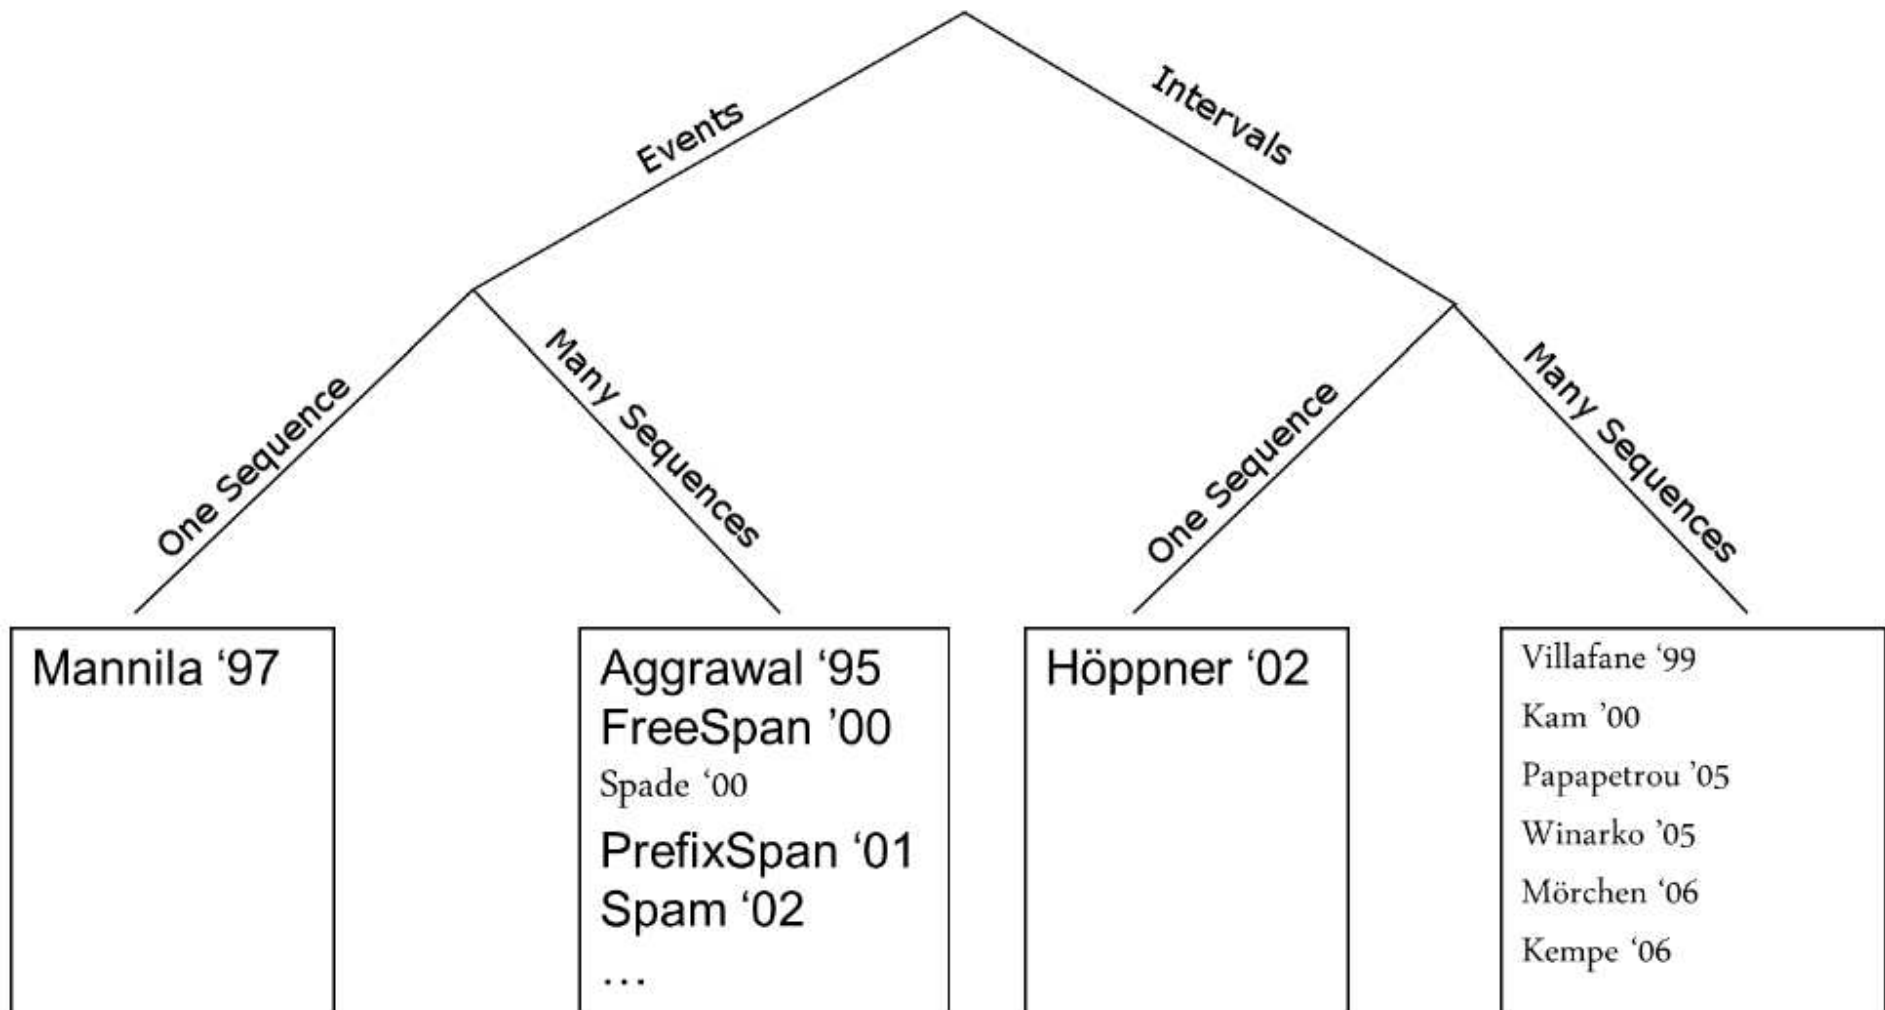 Events
Intervals
One Sequence
Many Sequences
One Sequence
Many Sequences
Mannila ‘97
Aggrawal ‘95
FreeSpan ’00
Spade ‘00
PrefixSpan ‘01
Spam ‘02
…
Höppner ‘02
Villafane ‘99
Kam ’00
Papapetrou ’05
Winarko ’05
Mörchen ‘06
Kempe ‘06